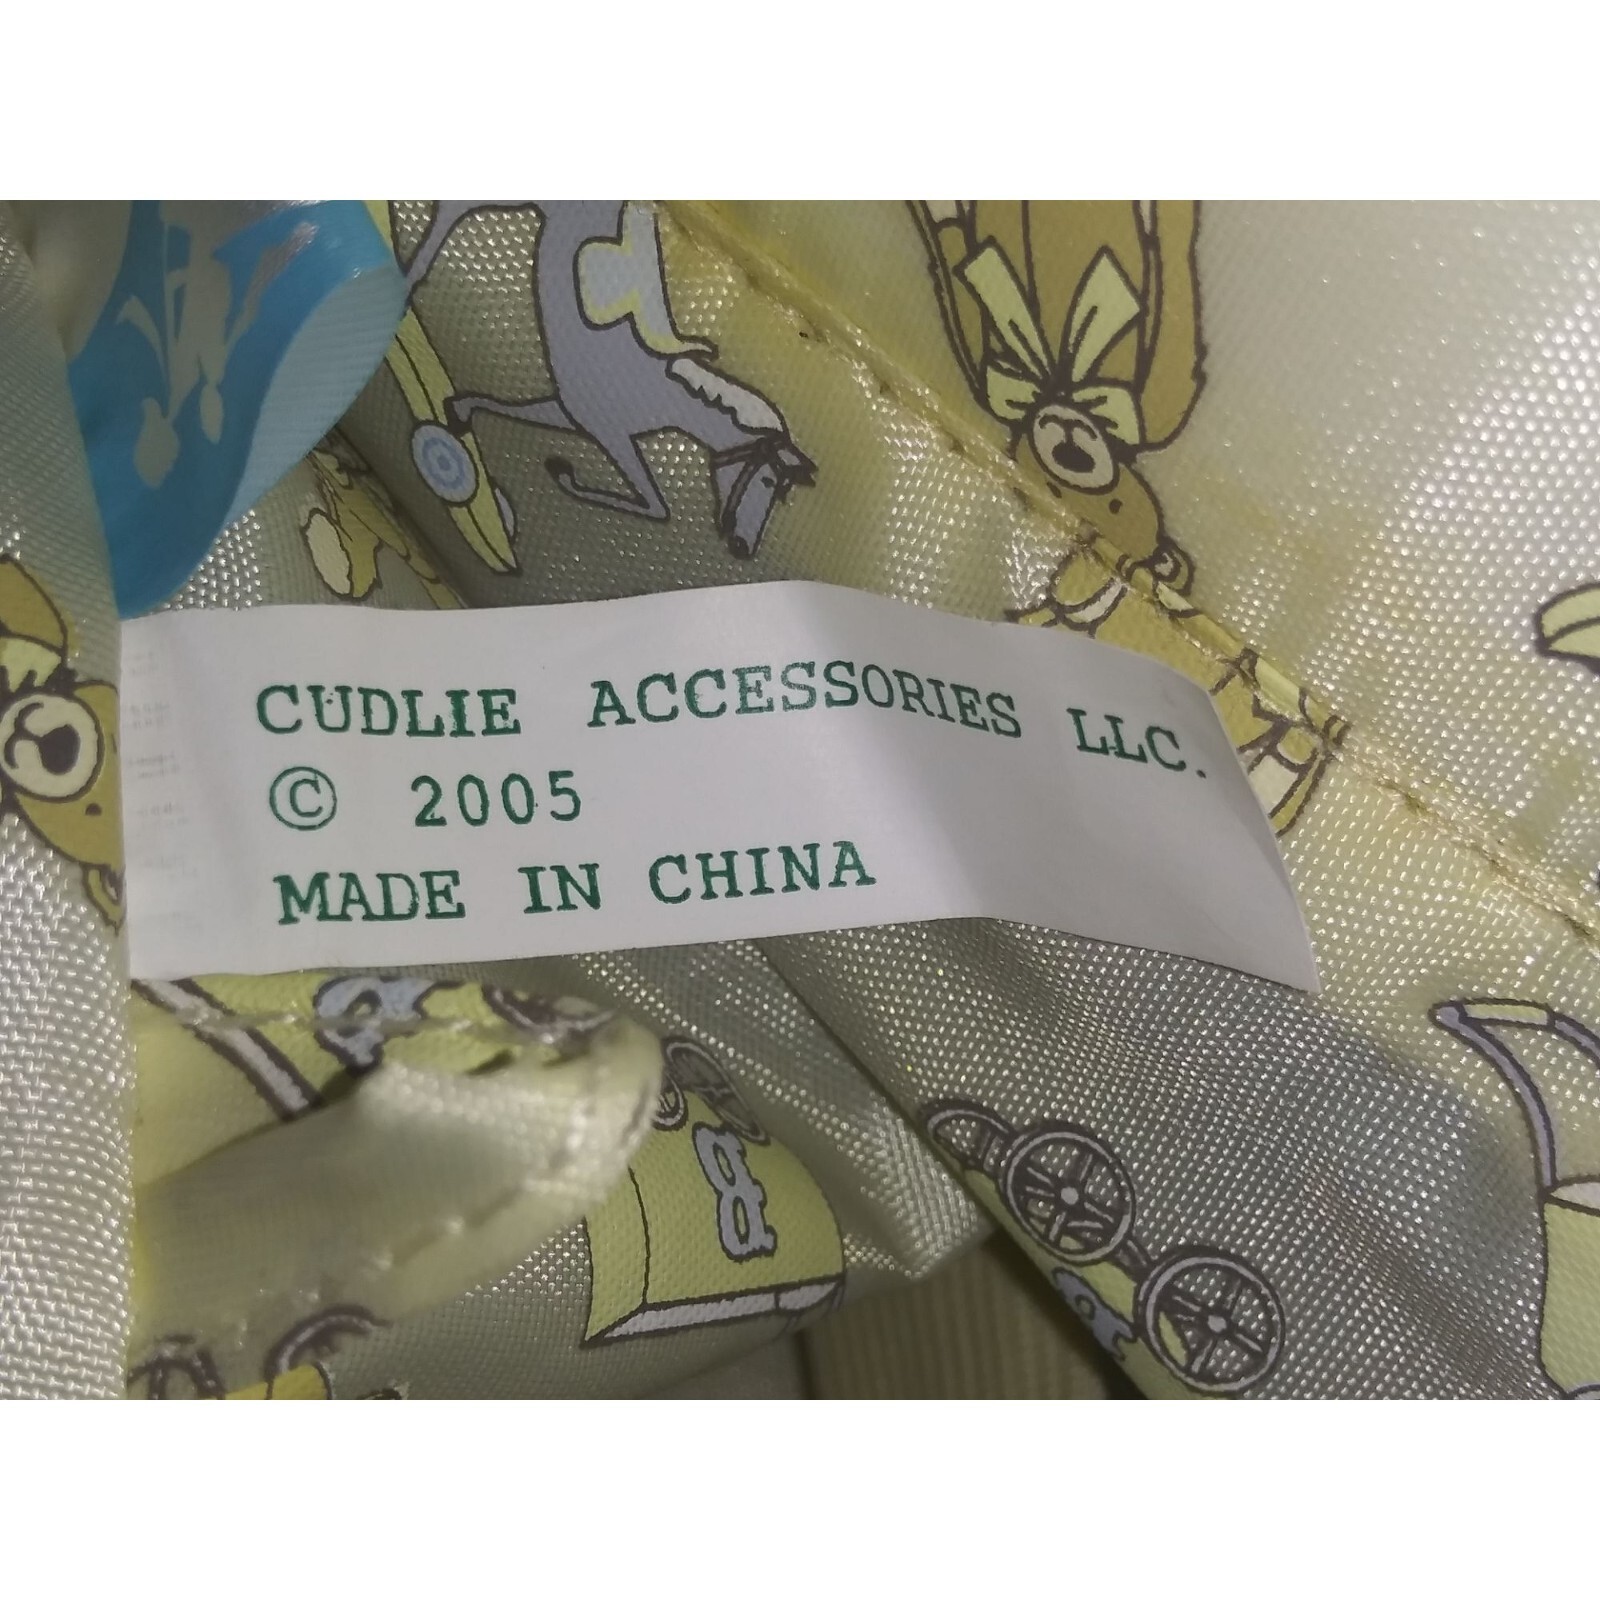 CUDLIE ACCESSORIES LLC.
© 2005
MADE IN CHINA
B